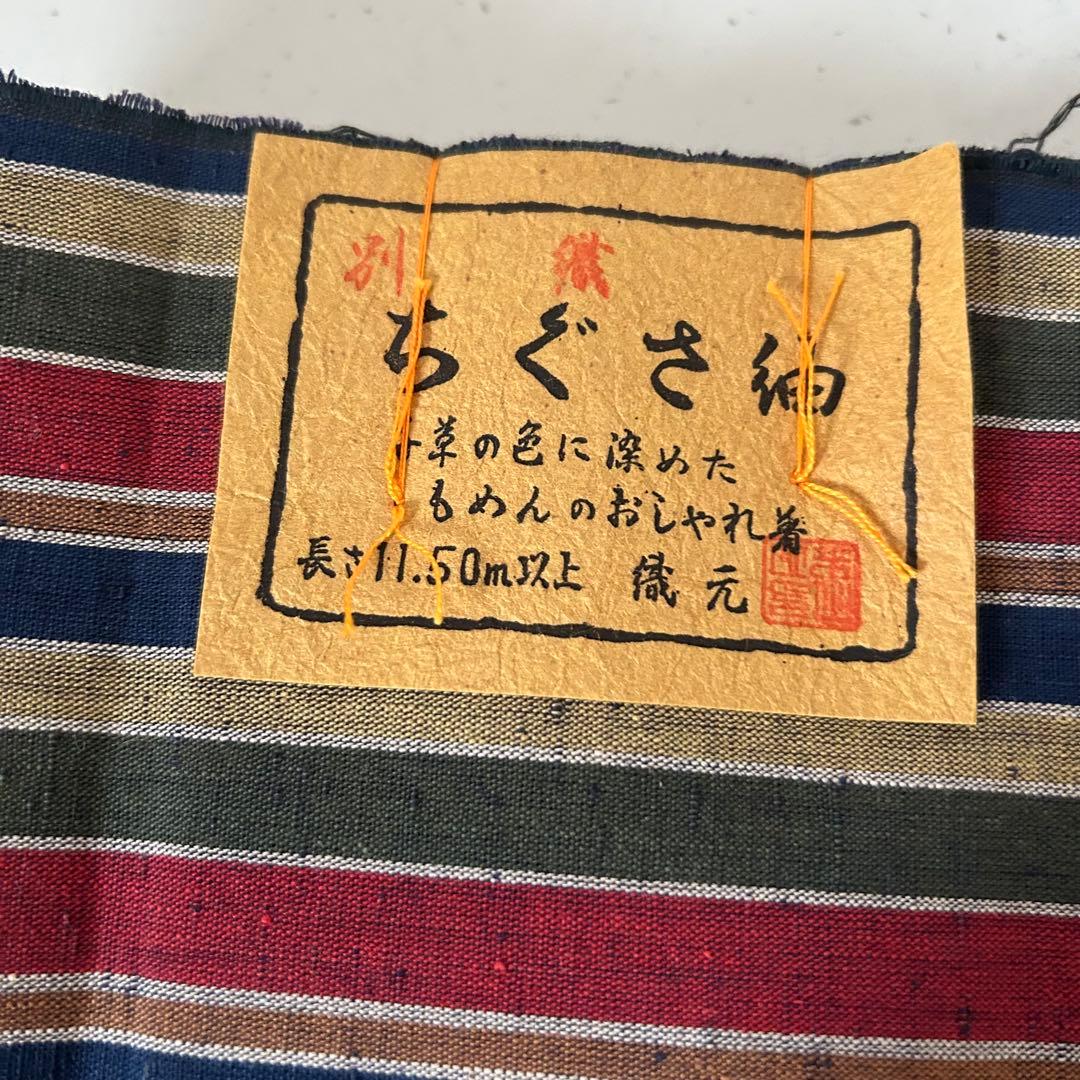 別織
ちぐさ紬
千草の色に染めた
もめんのおしゃれ着
長さ11.50m以上 織元